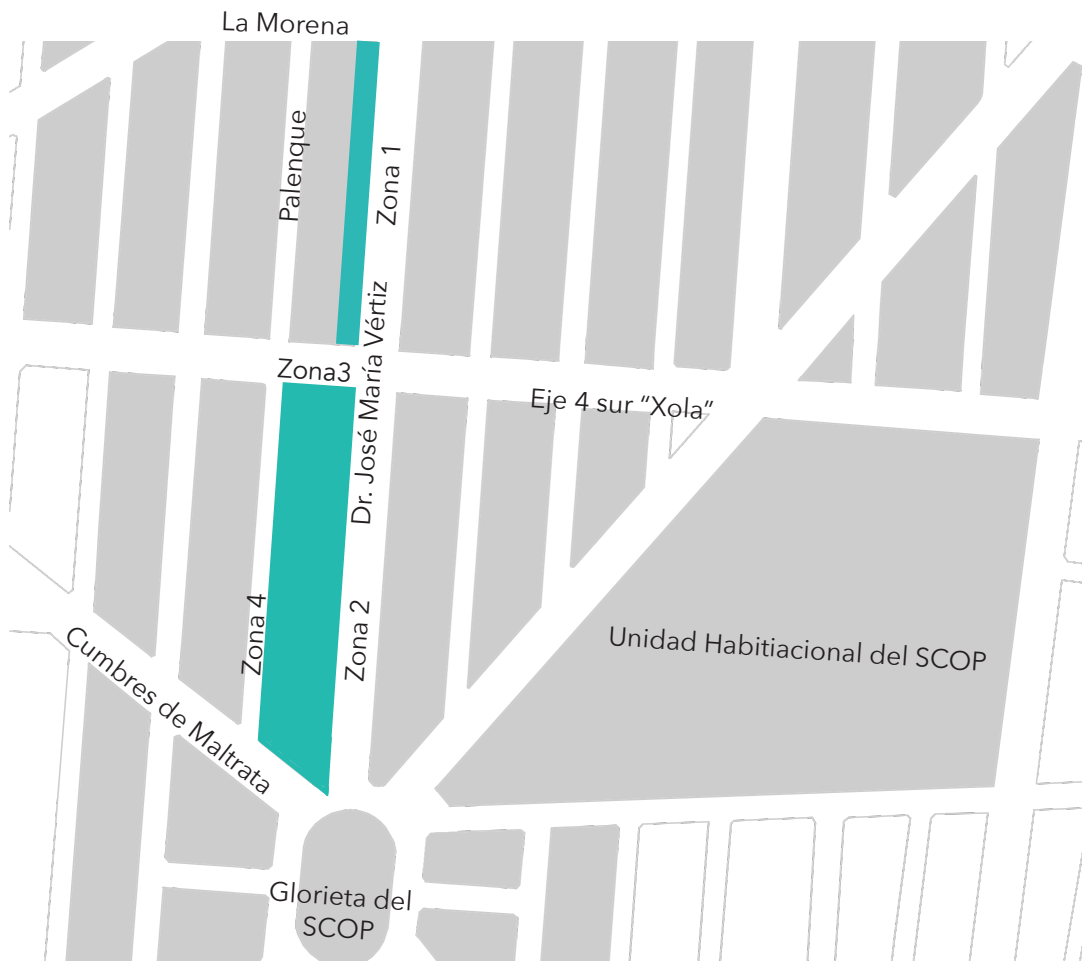 La Morena
Palenque
Zona 1
Dr. José María Vértiz
Zona3
Eje 4 sur “Xola”
Zona 4
Zona 2
Unidad Habitiacional del SCOP
Cumbres de Maltrata
Glorieta del
SCOP